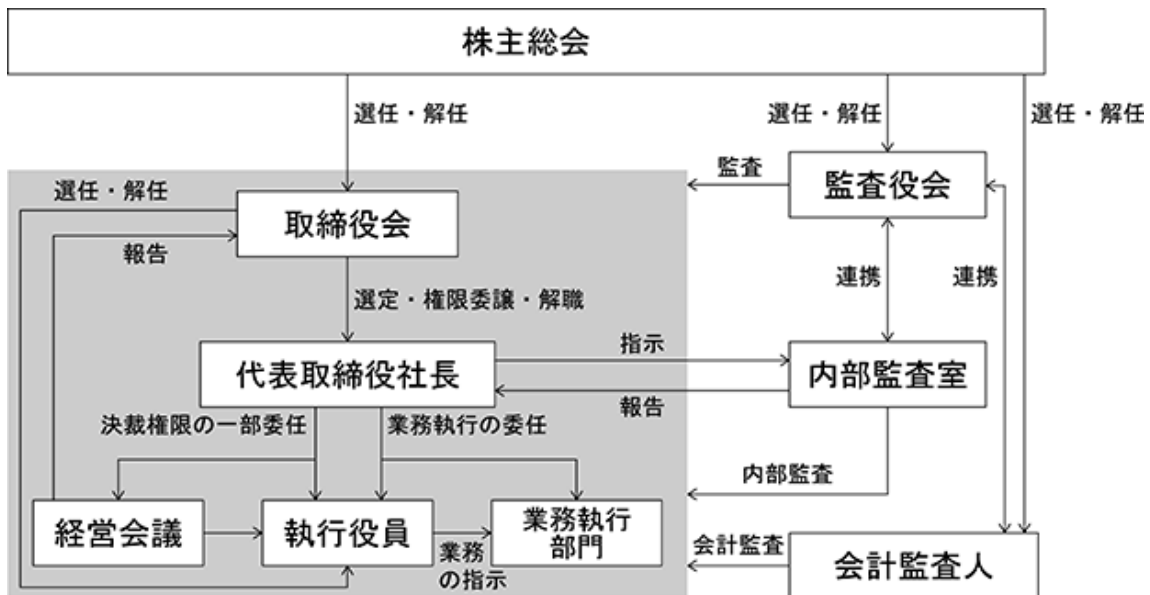 株主総会
選任・解任
選任・解任
選任・解任
監査
監査役会
選任・解任
取締役会
報告
連携
連携
選定・権限委譲・解職
指示
代表取締役社長
内部監査室
報告
決裁権限の一部委任
業務執行の委任
内部監査
経営会議
執行役員
業務執行
部門
会計監査
業務
の指示
会計監査人